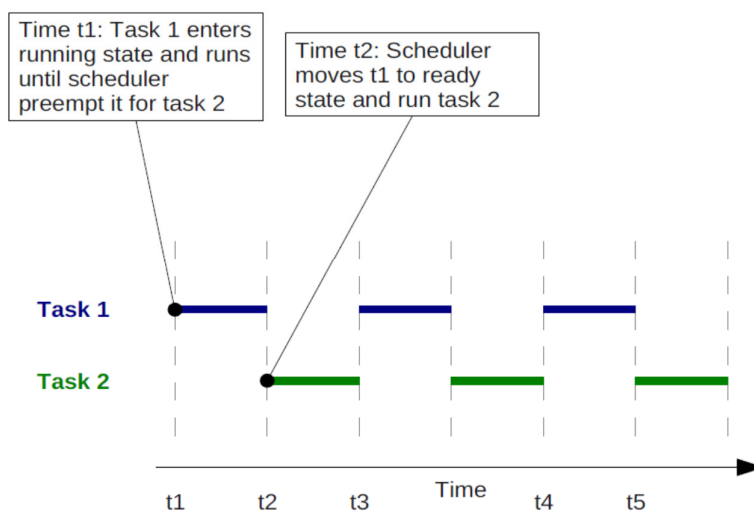 Time t1: Task 1 enters
running state and runs
until scheduler
preempt it for task 2
Time t2: Scheduler
moves t1 to ready
state and run task 2
Task 1
Task 2
Time
t1
t2
t3
t4
t5